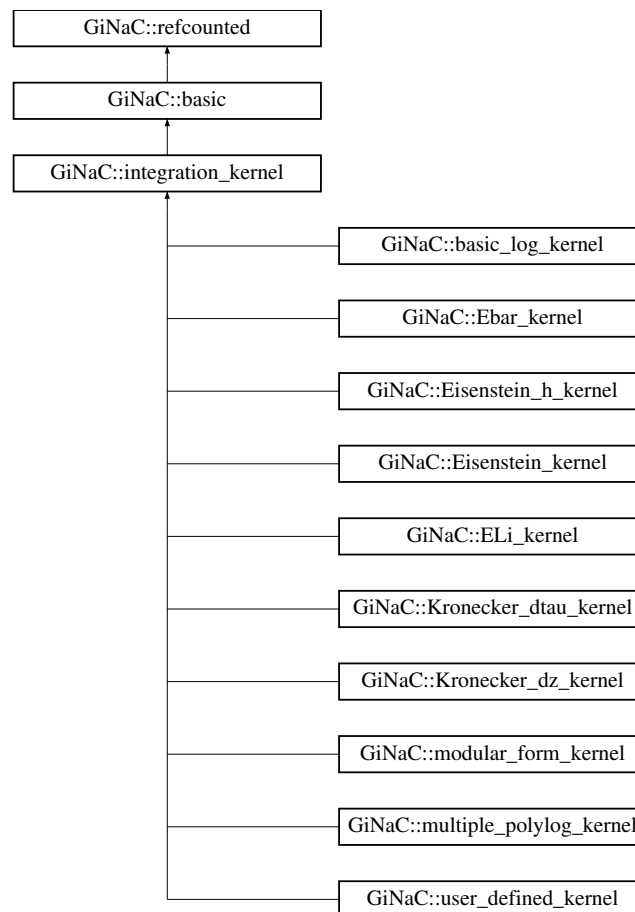 GiNaC::refcounted
GiNaC::basic
GiNaC::integration_kernel
GiNaC::basic_log_kernel
GiNaC::Ebar_kernel
GiNaC::Eisenstein_h_kernel
GiNaC::Eisenstein_kernel
GiNaC::ELi_kernel
GiNaC::Kronecker_dtau_kernel
GiNaC::Kronecker_dz_kernel
GiNaC::modular_form_kernel
GiNaC::multiple_polylog_kernel
GiNaC::user_defined_kernel